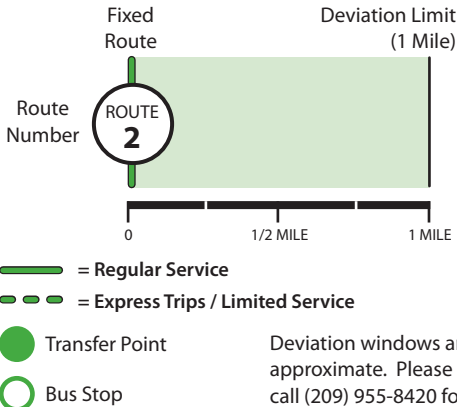 Fixed
Route
Deviation Limit
(1 Mile)
Route
Number
ROUTE
2
0
1/2 MILE
1 MILE
= Regular Service
= Express Trips / Limited Service
Transfer Point
Bus Stop
Deviation windows
approximate. Please
call (209) 955-8420